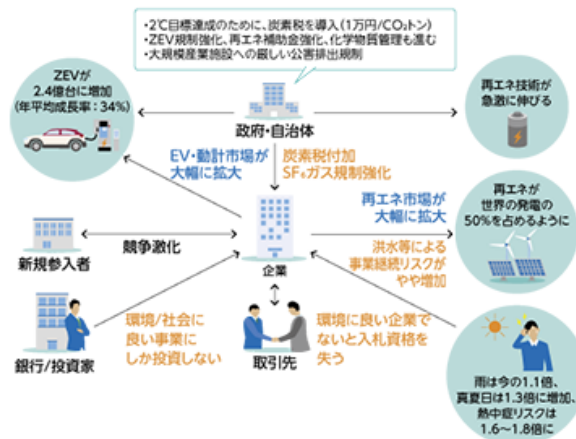 ・2℃目標達成のために、炭素税を導入(1万円/CO₂トン)
・ZEV規制強化、再エネ補助金強化、化学物質管理も進む
・大規模産業施設への厳しい公害排出規制
ZEVが
2.4億台に増加
(年平均成長率：34%)
政府・自治体
再エネ技術が
急激に伸びる
EV・動計市場が
大幅に拡大
炭素税付加
SF₆ガス規制強化
再エネ市場が
大幅に拡大
再エネが
世界の発電の
50%を占めるように
新規参入者
競争激化
企業
洪水等による
事業継続リスクが
やや増加
銀行/投資家
環境/社会に
良い事業に
しか投資しない
取引先
環境に良い企業で
ないと入札資格を
失う
雨は今の1.1倍、
真夏日は1.3倍に増加、
熱中症リスクは
1.6〜1.8倍に